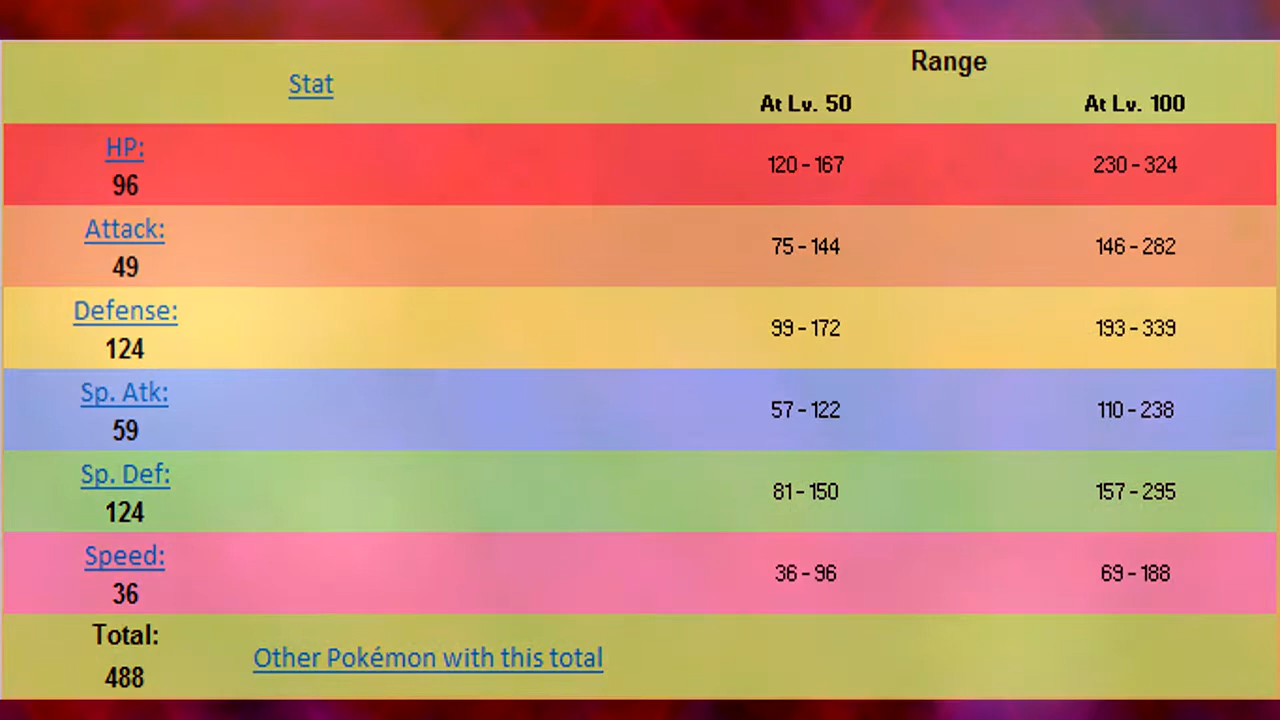 Stat
Range
At Lv. 50
At Lv. 100
HP:
96
120 - 167
230 - 324
Attack:
49
75 - 144
146 - 282
Defense:
124
99 - 172
193 - 339
Sp. Atk:
59
57 - 122
110 - 238
Sp. Def:
124
81 - 150
157 - 295
Speed:
36
36 - 96
69 - 188
Total:
488
Other Pokémon with this total